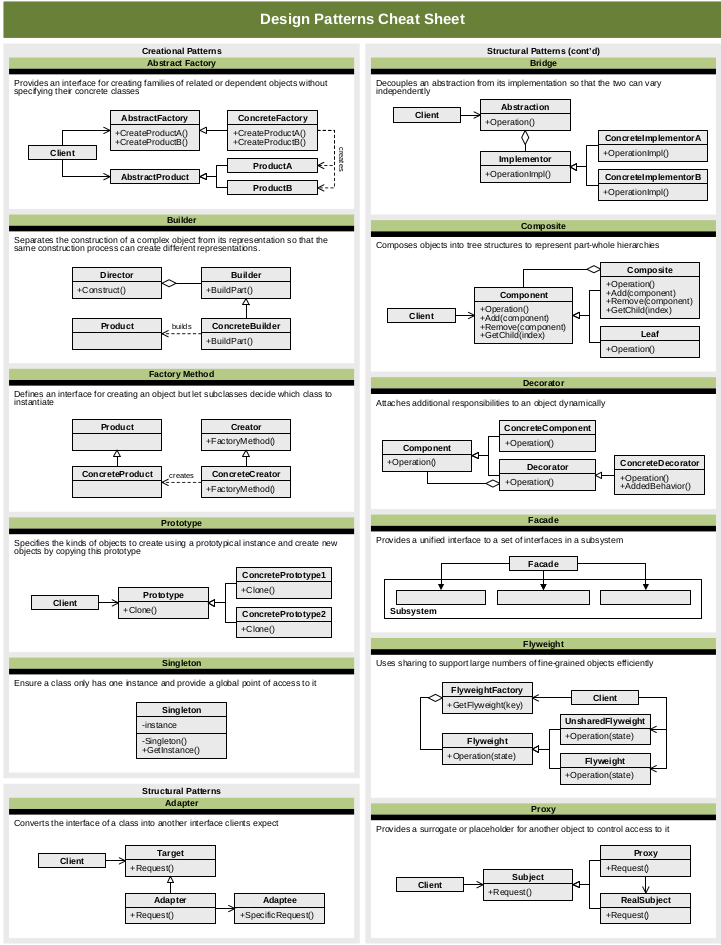 Design Patterns Cheat Sheet
Creational Patterns
Abstract Factory
Provides an interface for creating families of related or dependent objects without
specifying their concrete classes
AbstractFactory
+CreateProductA()
+CreateProductB()
ConcreteFactory
+CreateProductA()
+CreateProductB()
Client
creates
AbstractProduct
ProductA
ProductB
Builder
Separates the construction of a complex object from its representation so that the
same construction process can create different representations.
Director
+Construct()
Builder
+BuildPart()
Product
builds
ConcreteBuilder
+BuildPart()
Factory Method
Defines an interface for creating an object but let subclasses decide which class to
instantiate
Product
Creator
+FactoryMethod()
ConcreteProduct
creates
ConcreteCreator
+FactoryMethod()
Prototype
Specifies the kinds of objects to create using a prototypical instance and create new
objects by copying this prototype
Client
Prototype
+Clone()
ConcretePrototype1
+Clone()
ConcretePrototype2
+Clone()
Singleton
Ensure a class only has one instance and provide a global point of access to it
Singleton
-instance
-Singleton()
+GetInstance()
Structural Patterns
Adapter
Converts the interface of a class into another interface clients expect
Client
Target
+Request()
Adapter
+Request()
Adaptee
+SpecificRequest()
Structural Patterns (cont'd)
Bridge
Decouples an abstraction from its implementation so that the two can vary
independently
Client
Abstraction
+Operation()
Implementor
+OperationImpl()
ConcreteImplementorA
+OperationImpl()
ConcreteImplementorB
+OperationImpl()
Composite
Composes objects into tree structures to represent part-whole hierarchies
Client
Component
+Operation()
+Add(component)
+Remove(component)
+GetChild(index)
Composite
+Operation()
+Add(component)
+Remove(component)
+GetChild(index)
Leaf
+Operation()
Decorator
Attaches additional responsibilities to an object dynamically
Component
+Operation()
ConcreteComponent
+Operation()
Decorator
+Operation()
ConcreteDecorator
+Operation()
+AddedBehavior()
Facade
Provides a unified interface to a set of interfaces in a subsystem
Facade
Subsystem
Flyweight
Uses sharing to support large numbers of fine-grained objects efficiently
FlyweightFactory
+GetFlyweight(key)
Client
Flyweight
+Operation(state)
UnsharedFlyweight
+Operation(state)
Flyweight
+Operation(state)
Proxy
Provides a surrogate or placeholder for another object to control access to it
Client
Subject
+Request()
Proxy
+Request()
RealSubject
+Request()